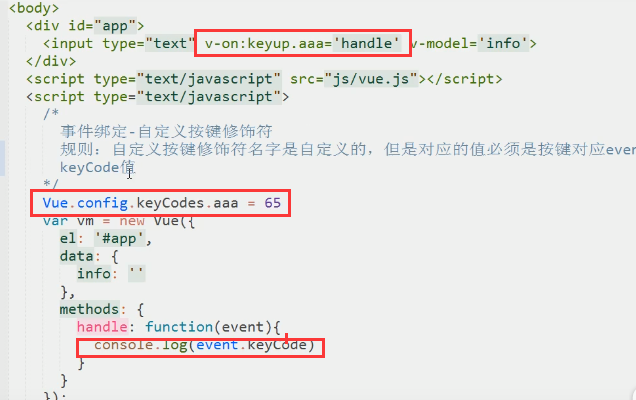 <body>
<div id="app">
<input type="text" v-on:keyup.aaa='handle' v-model='info'>
</div>
<script type="text/javascript" src="js/vue.js"></script>
<script type="text/javascript">
/*
事件绑定-自定义按键修饰符
规则：自定义按键修饰符名字是自定义的，但是对应的值必须是按键对应even
keyCode值
*/
Vue.config.keyCodes.aaa = 65
var vm = new Vue({
el: '#app',
data: {
info: ''
},
methods: {
handle: function(event){
console.log(event.keyCode)
}
}
});